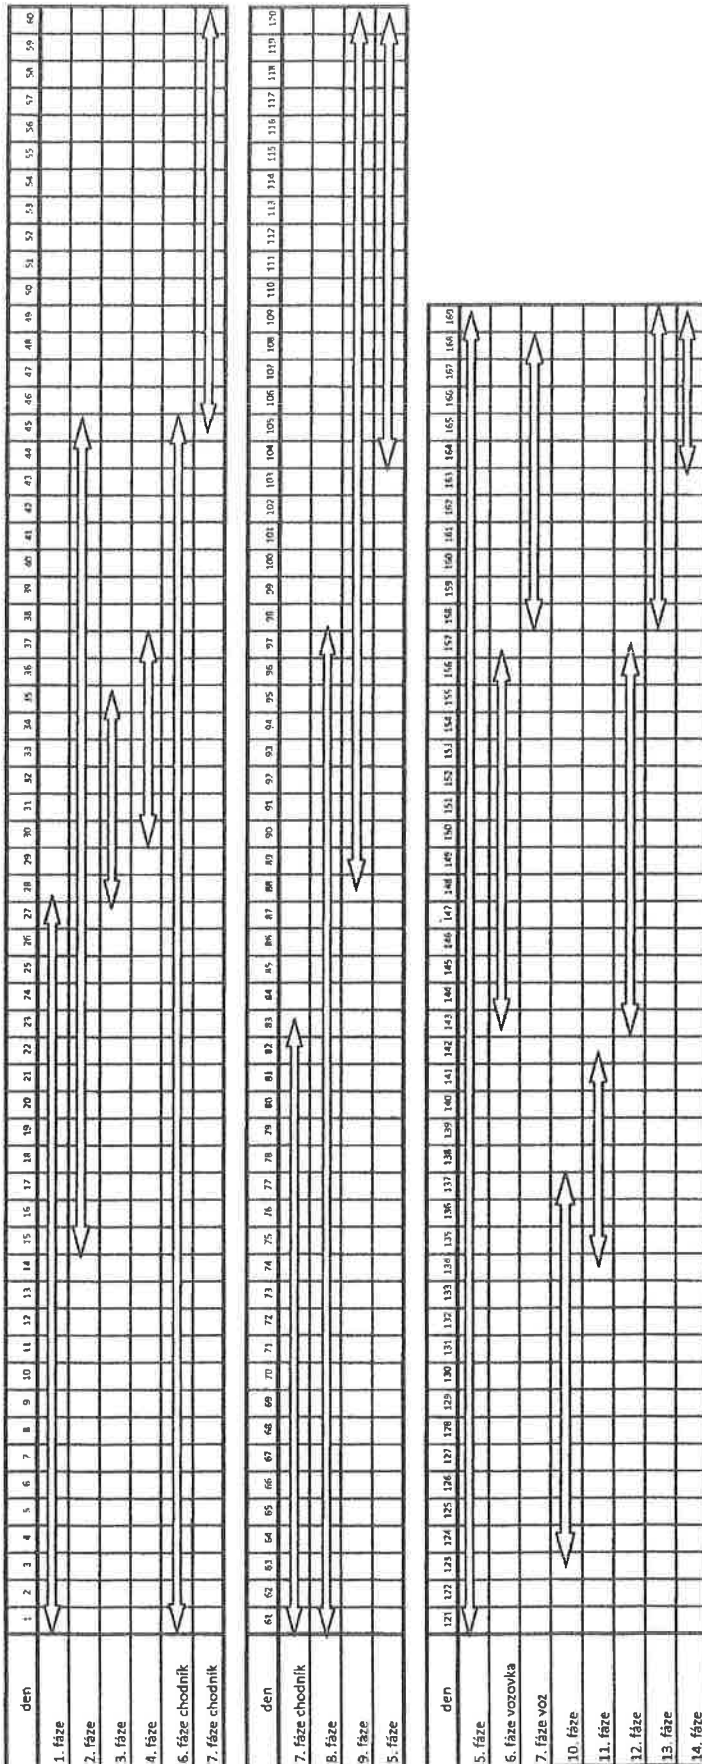 den 1 2 3 4 5 6 7 8 9 10 11 12 13 14 15 16 17 18 19 20 21 22 23 24 25 26 27 28 29 30 31 32 33 34 35 36 37 38 39 40 41 42 43 44 45 46 47 48 49 50 51 52 53 54 55 56 57 58 59 60
1. fáze
2. fáze
3. fáze
4. fáze
6. fáze chodník
7. fáze chodník
den 61 62 63 64 65 66 67 68 69 70 71 72 73 74 75 76 77 78 79 80 81 82 83 84 85 86 87 88 89 90 91 92 93 94 95 96 97 98 99 100 101 102 103 104 105 106 107 108 109 110 111 112 113 114 115 116 117 118 119 120
7. fáze chodník
8. fáze
9. fáze
5. fáze
den 121 122 123 124 125 126 127 128 129 130 131 132 133 134 135 136 137 138 139 140 141 142 143 144 145 146 147 148 149 150 151 152 153 154 155 156 157 158 159 160 161 162 163 164 165 166 167 168 169
5. fáze
6. fáze vozovka
7. fáze voz
10. fáze
11. fáze
12. fáze
13. fáze
14. fáze